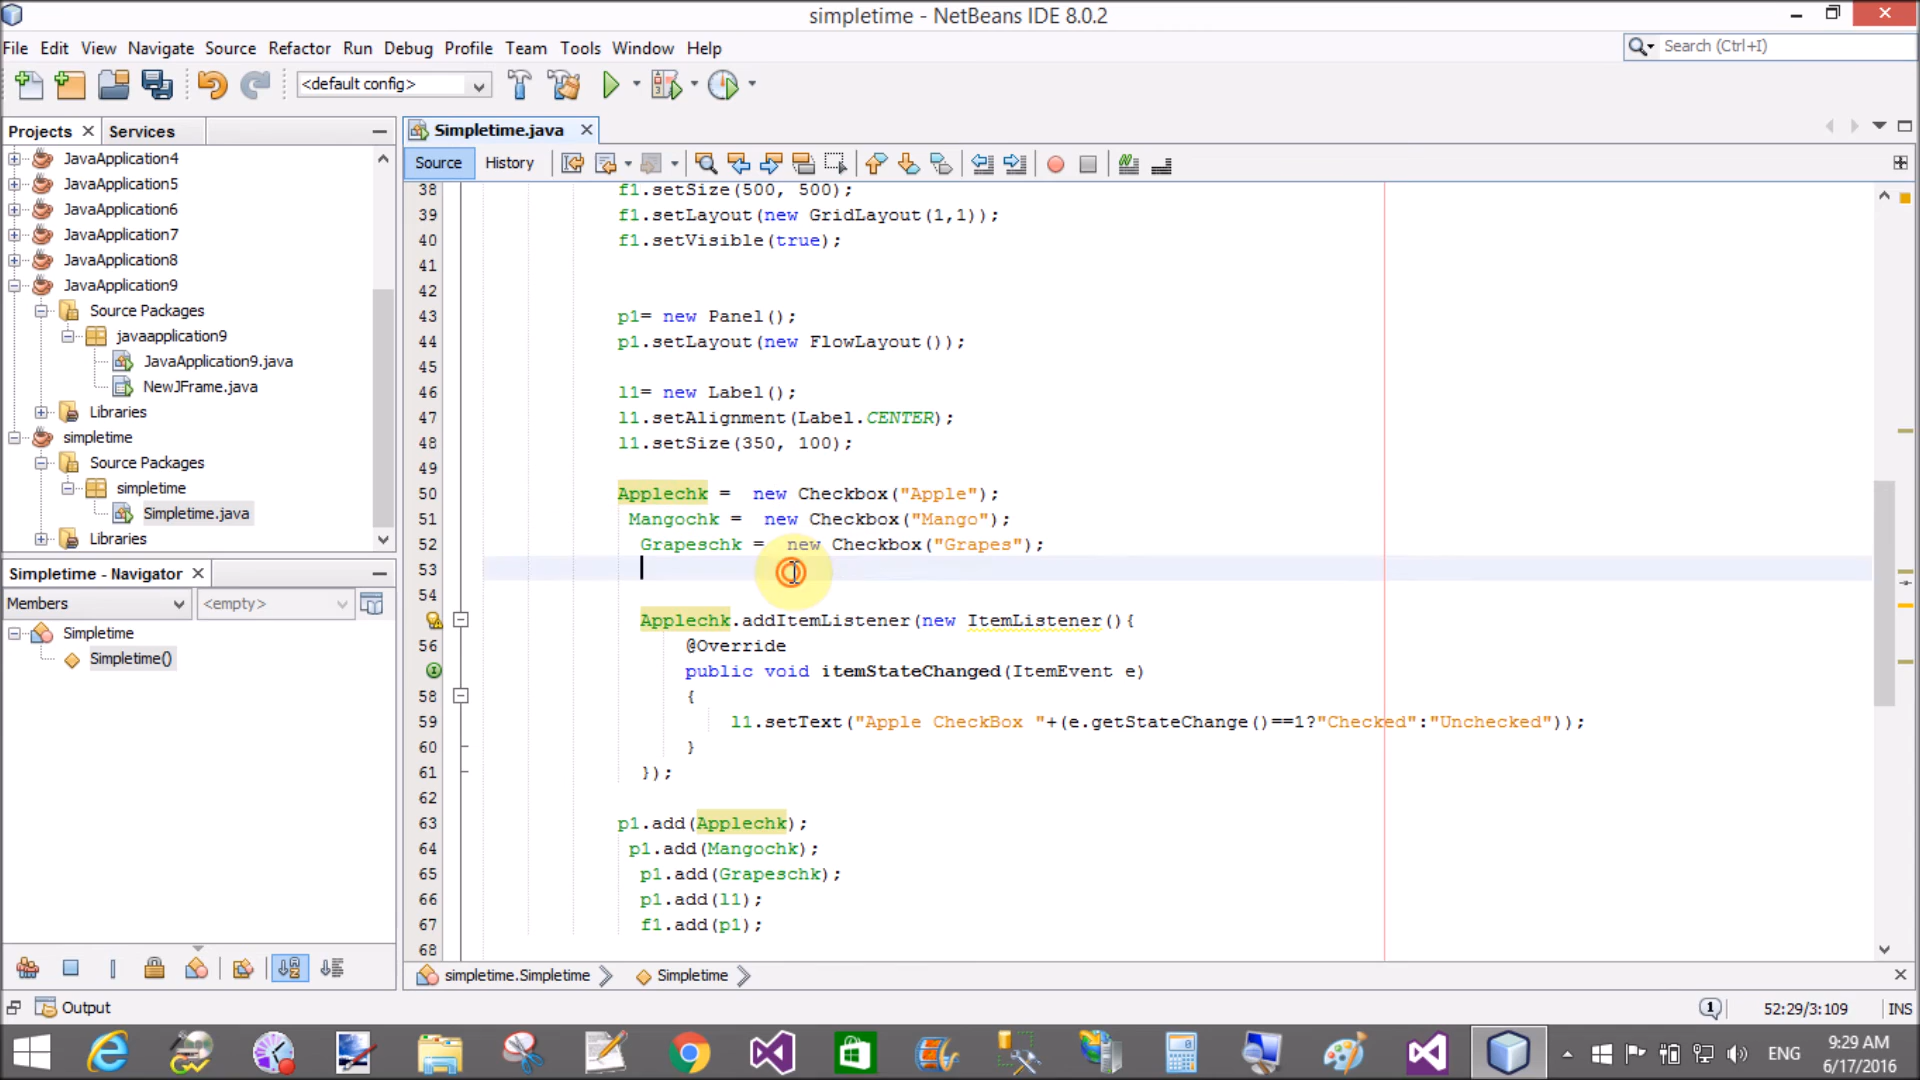 simpletime - NetBeans IDE 8.0.2
File Edit View Navigate Source Refactor Run Debug Profile Team Tools Window Help
Search (Ctrl+I)
<default config>
Projects Services
Simpletime.java
Source History
JavaApplication4
JavaApplication5
JavaApplication6
JavaApplication7
JavaApplication8
JavaApplication9
Source Packages
javaapplication9
JavaApplication9.java
NewJFrame.java
Libraries
simpletime
Source Packages
simpletime
Simpletime.java
Libraries
Simpletime - Navigator
Members <empty>
Simpletime
Simpletime()
38 f1.setSize(500, 500);
39 f1.setLayout(new GridLayout(1,1));
40 f1.setVisible(true);
41
42
43 p1= new Panel();
44 p1.setLayout(new FlowLayout());
45
46 l1= new Label();
47 l1.setAlignment(Label.CENTER);
48 l1.setSize(350, 100);
49
50 Applechk = new Checkbox("Apple");
51 Mangochk = new Checkbox("Mango");
52 Grapeschk = new Checkbox("Grapes");
53
54
Applechk.addItemListener(new ItemListener(){
56 @Override
public void itemStateChanged(ItemEvent e)
58 {
59 l1.setText("Apple CheckBox "+(e.getStateChange()==1?"Checked":"Unchecked"));
60 }
61 });
62
63 p1.add(Applechk);
64 p1.add(Mangochk);
65 p1.add(Grapeschk);
66 p1.add(l1);
67 f1.add(p1);
68
simpletime.Simpletime Simpletime
Output
1 52:29/3:109 INS
ENG
9:29 AM
6/17/2016